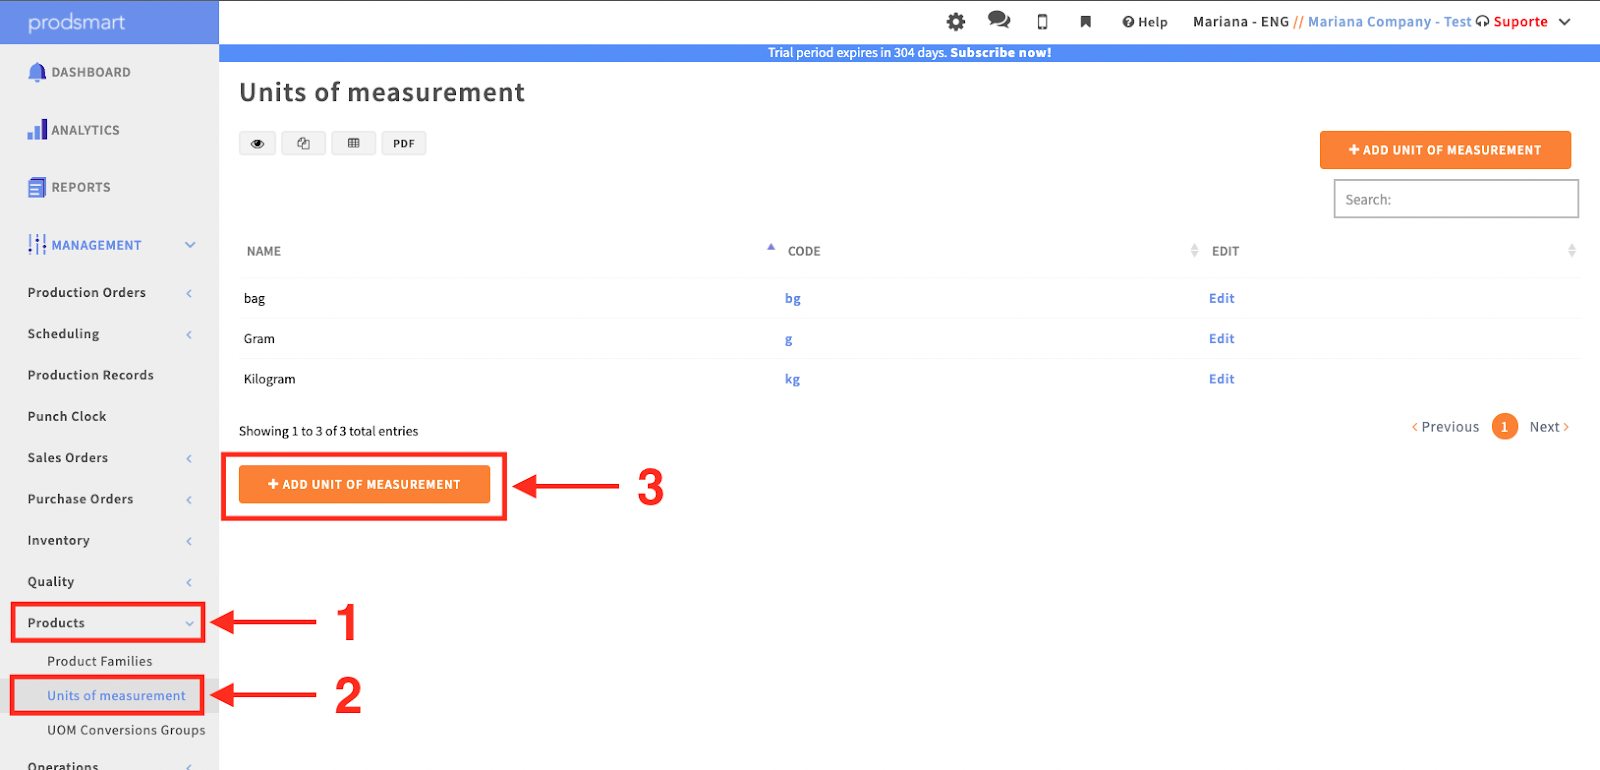 prodsmart
Help Mariana - ENG // Mariana Company - Test Suporte
Trial period expires in 304 days. Subscribe now!
DASHBOARD
ANALYTICS
REPORTS
MANAGEMENT
Production Orders
Scheduling
Production Records
Punch Clock
Sales Orders
Purchase Orders
Inventory
Quality
Products
Product Families
Units of measurement
UOM Conversions Groups
Operations
1
2
Units of measurement
PDF
+ ADD UNIT OF MEASUREMENT
Search:
NAME CODE EDIT
bag bg Edit
Gram g Edit
Kilogram kg Edit
Showing 1 to 3 of 3 total entries
< Previous 1 Next >
+ ADD UNIT OF MEASUREMENT
3